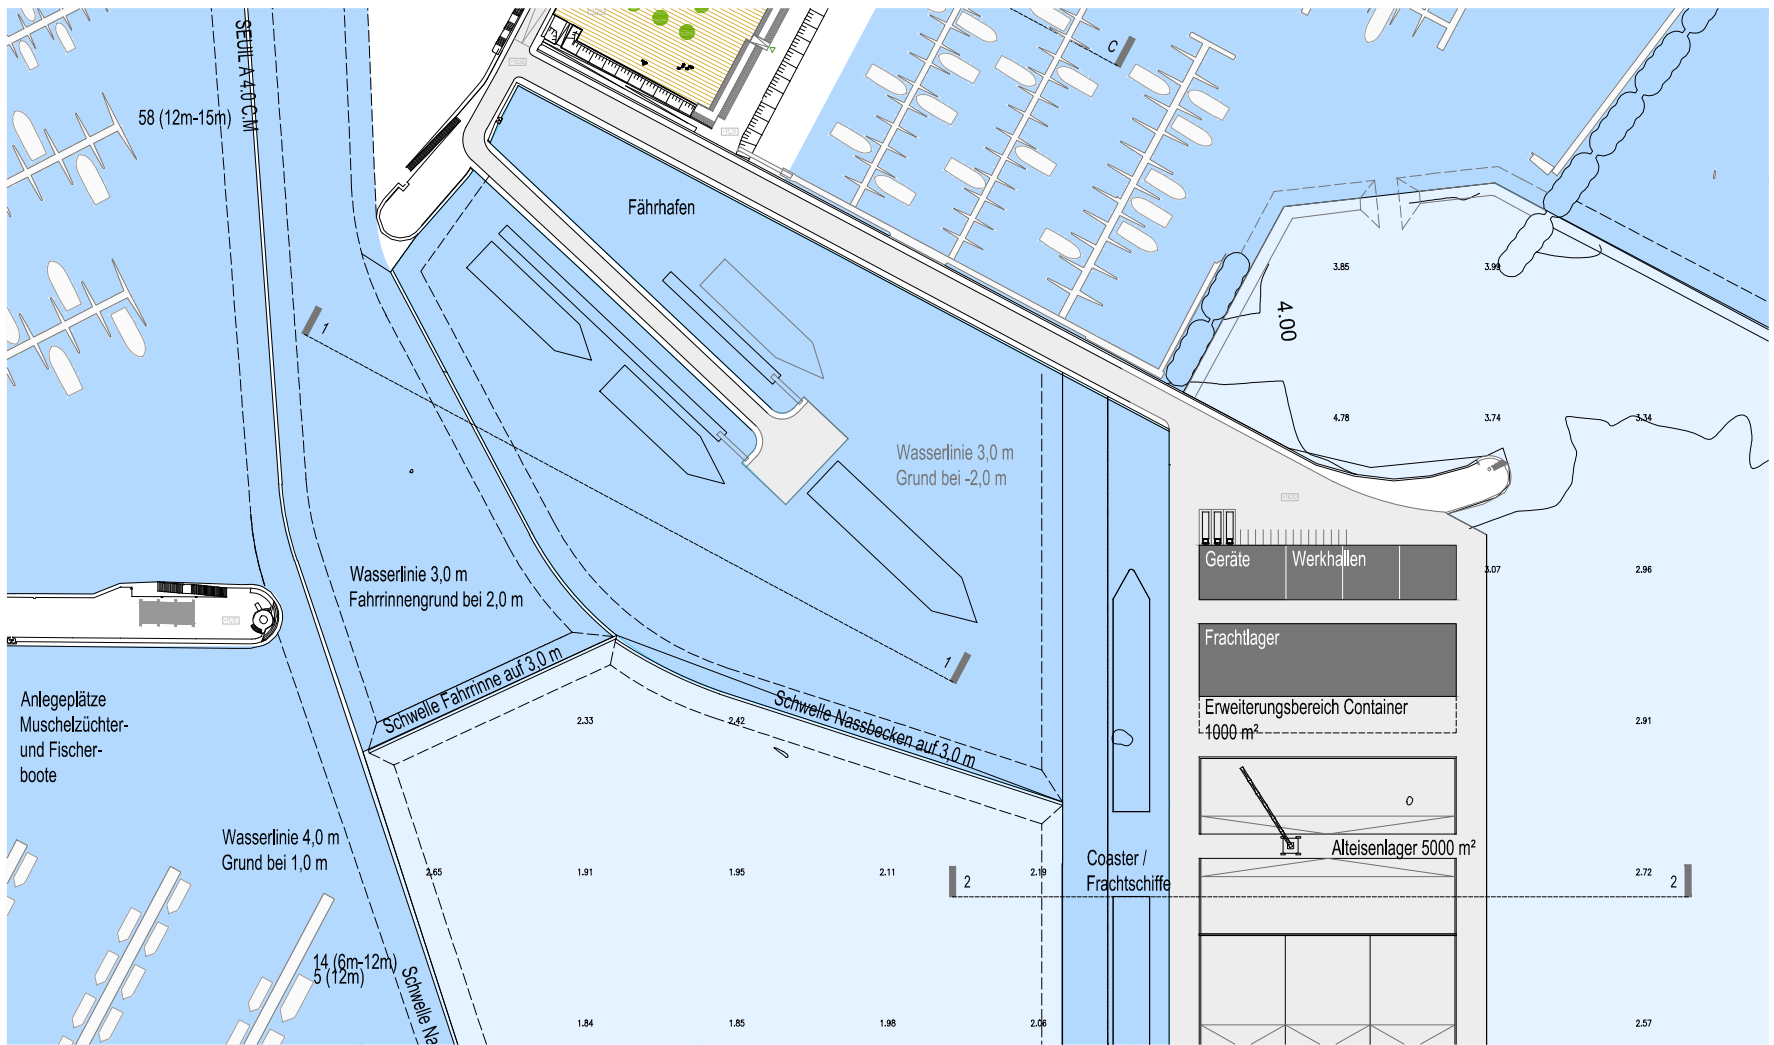 SEUIL A 4.0 C.M
58 (12m-15m)
C
Fährhafen
3.85
3.99
4.00
1
4.78
3.74
3.34
Wasserlinie 3,0 m
Grund bei -2,0 m
Geräte
Werkhallen
3.07
2.96
Wasserlinie 3,0 m
Fahrrinnengrund bei 2,0 m
Frachtlager
1
Schwelle Fahrrinne auf 3,0 m
Schwelle Nassbecken auf 3,0 m
Anlegeplätze
Muschelzüchter-
und Fischer-
boote
Erweiterungsbereich Container
1000 m²
2.33
2.42
2.91
Wasserlinie 4,0 m
Grund bei 1,0 m
Alteisenlager 5000 m²
Coaster /
Frachtschiffe
2.65
1.91
1.95
2.11
2.19
2
2
2.72
14 (6m-12m)
5 (12m)
Schwelle Na
1.84
1.85
1.98
2.06
2.57